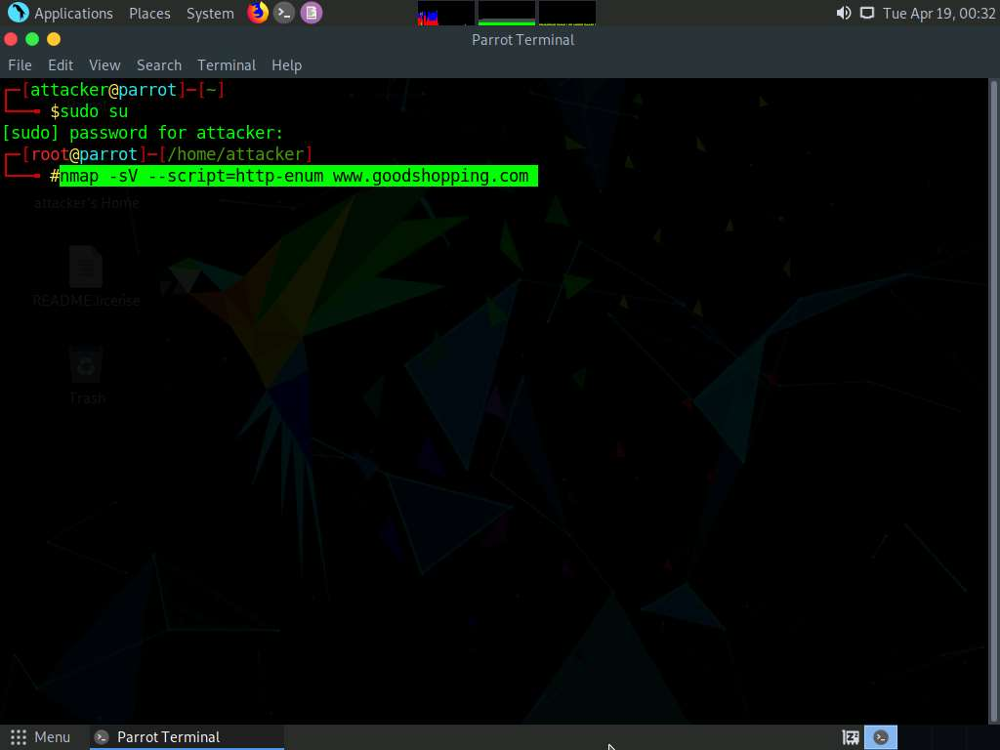 Applications Places System Tue Apr 19, 00:32
Parrot Terminal
File Edit View Search Terminal Help
┌─[attacker@parrot]─[~]
└──╼ $sudo su
[sudo] password for attacker:
┌─[root@parrot]─[/home/attacker]
└──╼ #nmap -sV --script=http-enum www.goodshopping.com
attacker's Home
README.license
Trash
Menu Parrot Terminal